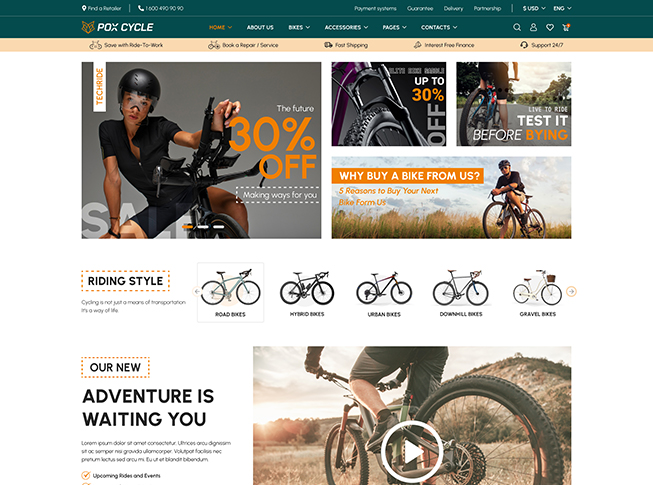 Find a Retailer
1 600 490 90 90
Payment systems
Guarantee
Delivery
Partnership
$ USD
ENG
POX CYCLE
HOME
ABOUT US
BIKES
ACCESSORIES
PAGES
CONTACTS
Save with Ride-To-Work
Book a Repair / Service
Fast Shipping
Interest Free Finance
Support 24/7
TECHRIDE
The future
30%
OFF
Making ways for you
SALE
UP TO
30%
OFF
LIVE TO RIDE
TEST IT
BEFORE BYING
WHY BUY A BIKE FROM US?
5 Reasons to Buy Your Next
Bike Form Us
RIDING STYLE
Cycling is not just a means of transportation
It's a way of life.
ROAD BIKES
HYBRID BIKES
URBAN BIKES
DOWNHILL BIKES
GRAVEL BIKES
OUR NEW
ADVENTURE IS
WAITING YOU
Lorem ipsum dolor sit amet consectetur. Ultrices arcu dignissim
sit ac semper nisi gravida ullamcorper. Volutpat facilisis nec
pretium lectus sed arcu mi. Eu ut et blandit bibendum.
Upcoming Rides and Events